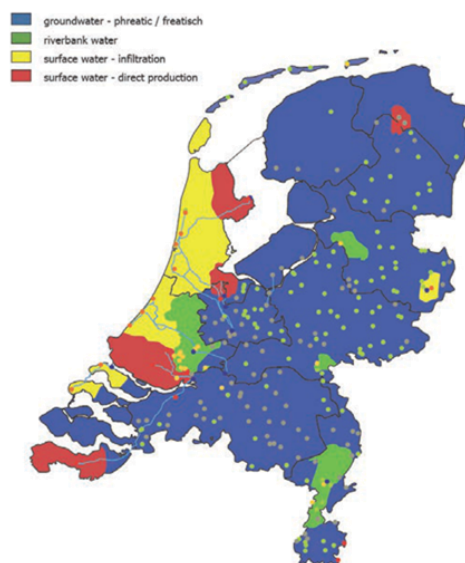 groundwater - phreatic / freatisch
riverbank water
surface water - infiltration
surface water - direct production